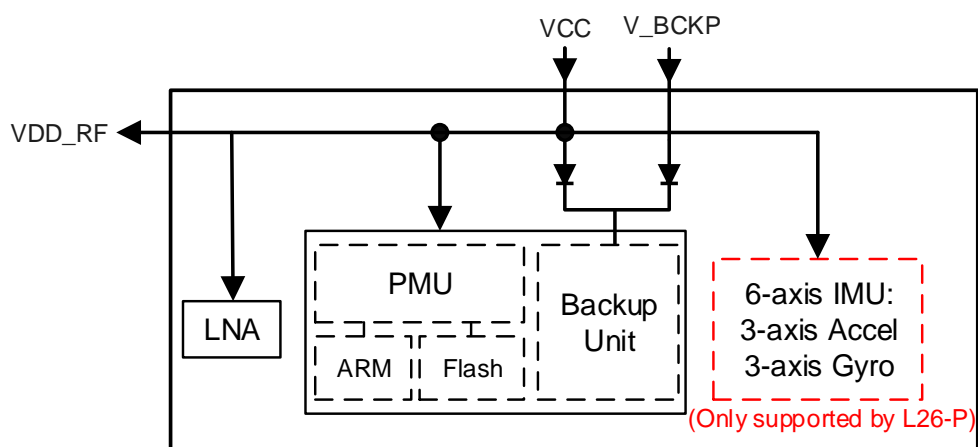 VCC
V_BCKP
VDD_RF
PMU
Backup
Unit
LNA
ARM
Flash
6-axis IMU:
3-axis Accel
3-axis Gyro
(Only supported by L26-P)